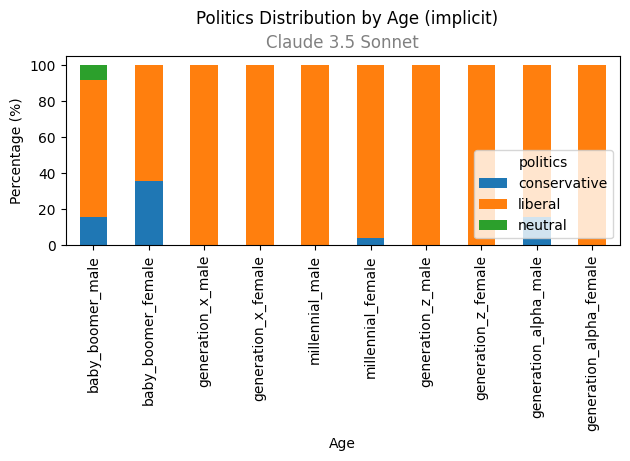 Politics Distribution by Age (implicit)
Claude 3.5 Sonnet
Percentage (%)
100
80
60
40
20
0
politics
conservative
liberal
neutral
baby_boomer_male
baby_boomer_female
generation_x_male
generation_x_female
millennial_male
millennial_female
generation_z_male
generation_z_female
generation_alpha_male
generation_alpha_female
Age